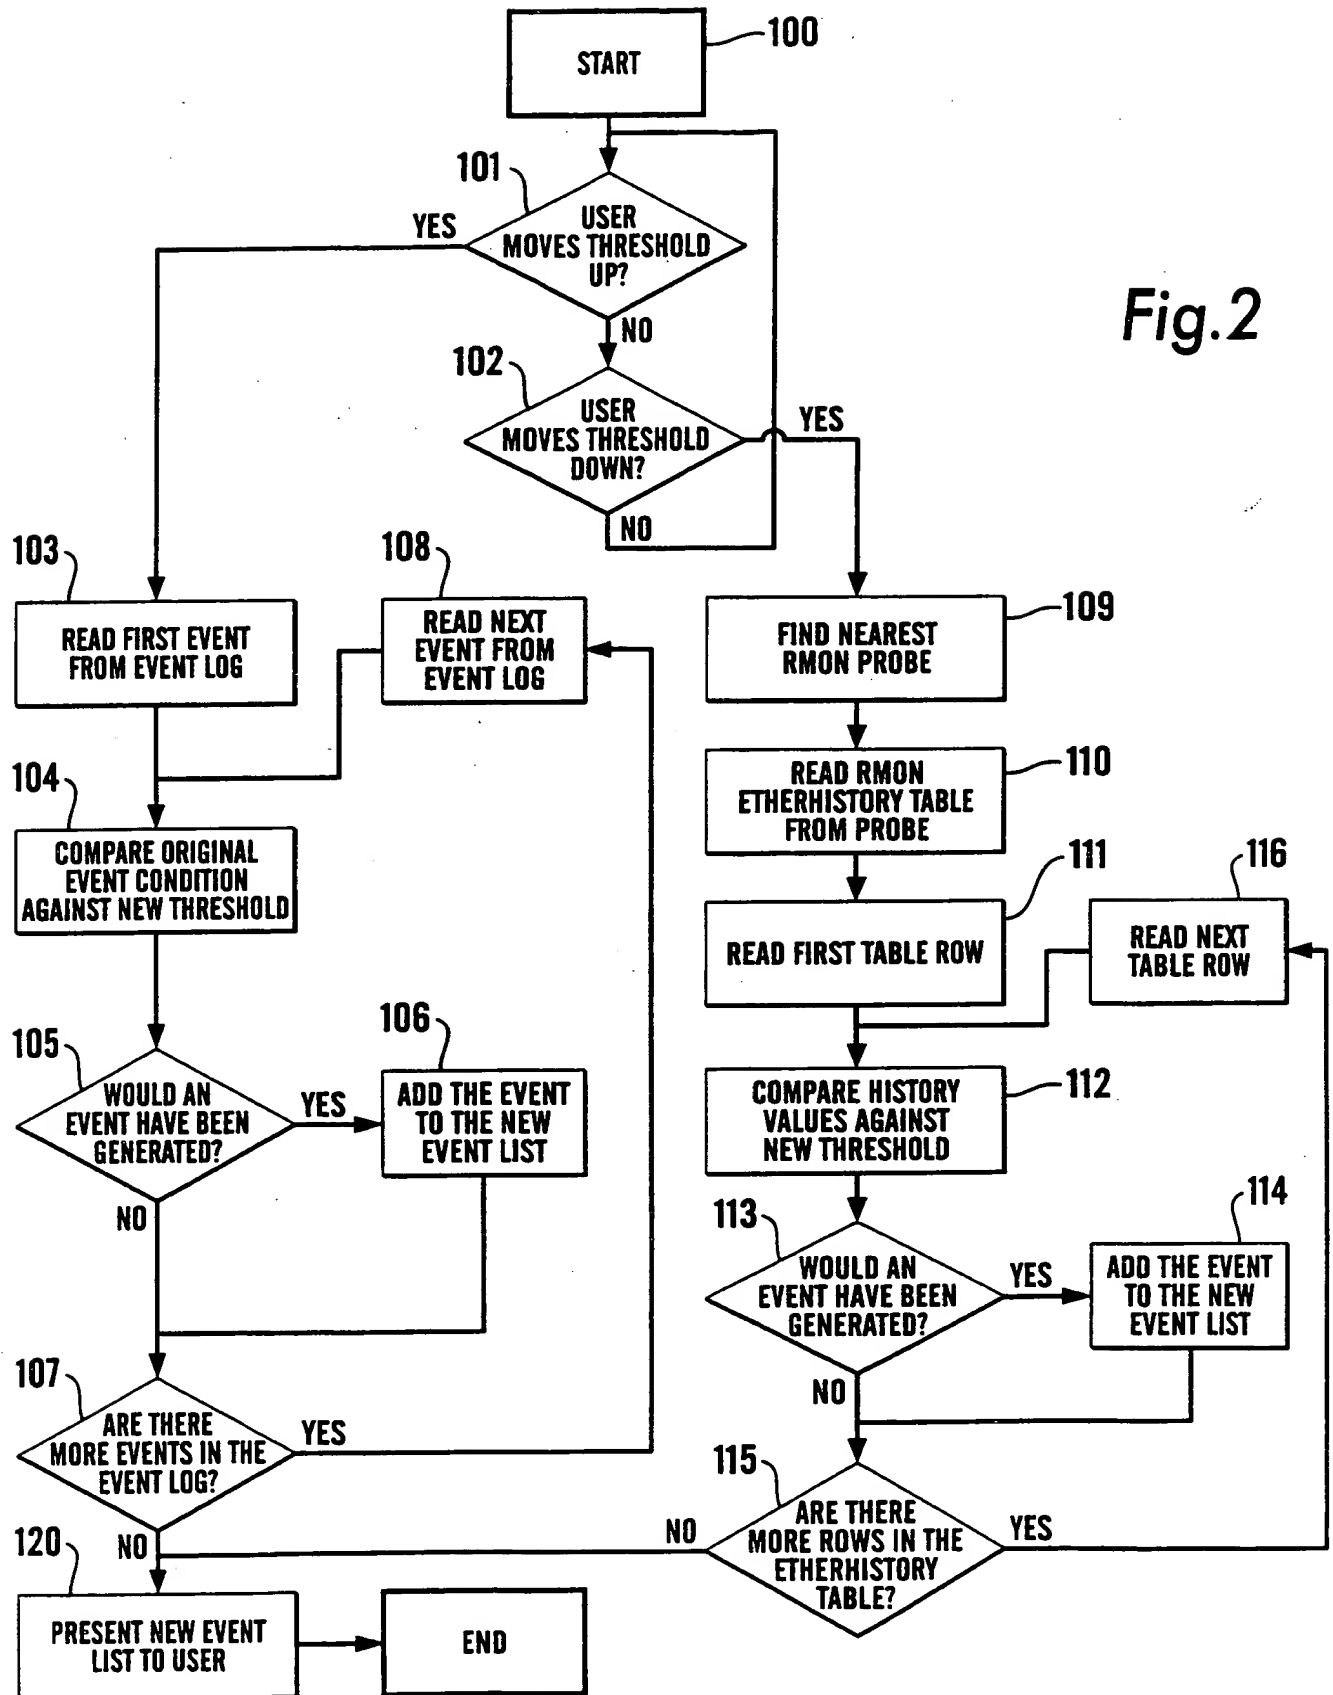 100
START
101
YES
USER
MOVES THRESHOLD
UP?
Fig.2
NO
102
USER
MOVES THRESHOLD
DOWN?
YES
NO
103
READ FIRST EVENT
FROM EVENT LOG
108
READ NEXT
EVENT FROM
EVENT LOG
109
FIND NEAREST
RMON PROBE
104
COMPARE ORIGINAL
EVENT CONDITION
AGAINST NEW THRESHOLD
110
READ RMON
ETHERHISTORY TABLE
FROM PROBE
111
READ FIRST TABLE ROW
116
READ NEXT
TABLE ROW
105
WOULD AN
EVENT HAVE BEEN
GENERATED?
YES
NO
106
ADD THE EVENT
TO THE NEW
EVENT LIST
112
COMPARE HISTORY
VALUES AGAINST
NEW THRESHOLD
113
WOULD AN
EVENT HAVE BEEN
GENERATED?
YES
NO
114
ADD THE EVENT
TO THE NEW
EVENT LIST
107
ARE THERE
MORE EVENTS IN THE
EVENT LOG?
YES
NO
115
ARE THERE
MORE ROWS IN THE
ETHERHISTORY
TABLE?
NO
YES
120
PRESENT NEW EVENT
LIST TO USER
END